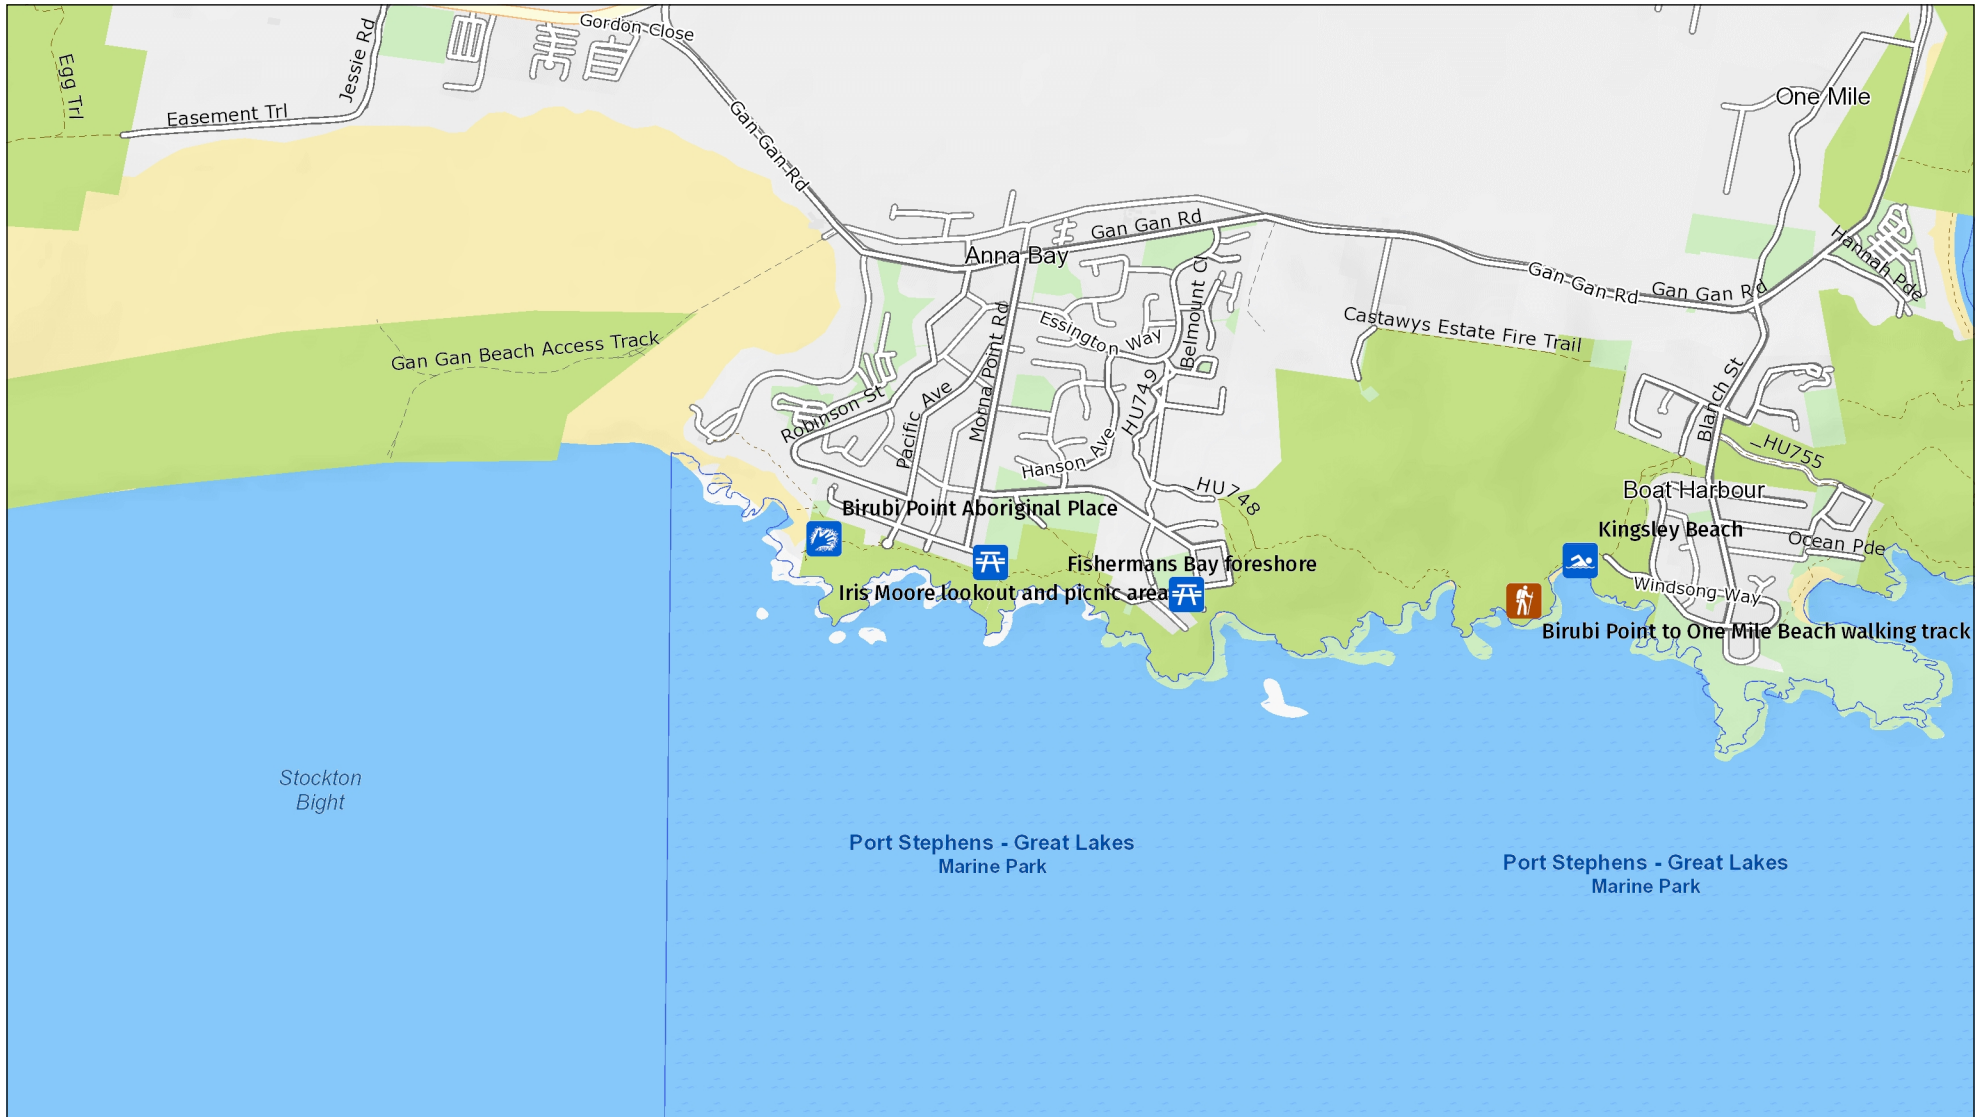 Gordon Close
Jessie Rd
Egg Trl
Easement Trl
Gan-Gan-Rd
One Mile
Gan Gan Rd
Anna Bay
Hannah Pde
Gan-Gan-Rd
Gan Gan Rd
Belmount Cl
Castawys Estate Fire Trail
Essington Way
Gan Gan Beach Access Track
Morna Point Rd
Blanch St
HU749
Robinson St
Pacific Ave
_HU755
Hanson Ave
_HU748
Boat Harbour
Birubi Point Aboriginal Place
Kingsley Beach
Ocean Pde
Fishermans Bay foreshore
Iris Moore lookout and picnic area
Windsong Way
Birubi Point to One Mile Beach walking track
Stockton
Bight
Port Stephens - Great Lakes
Marine Park
Port Stephens - Great Lakes
Marine Park